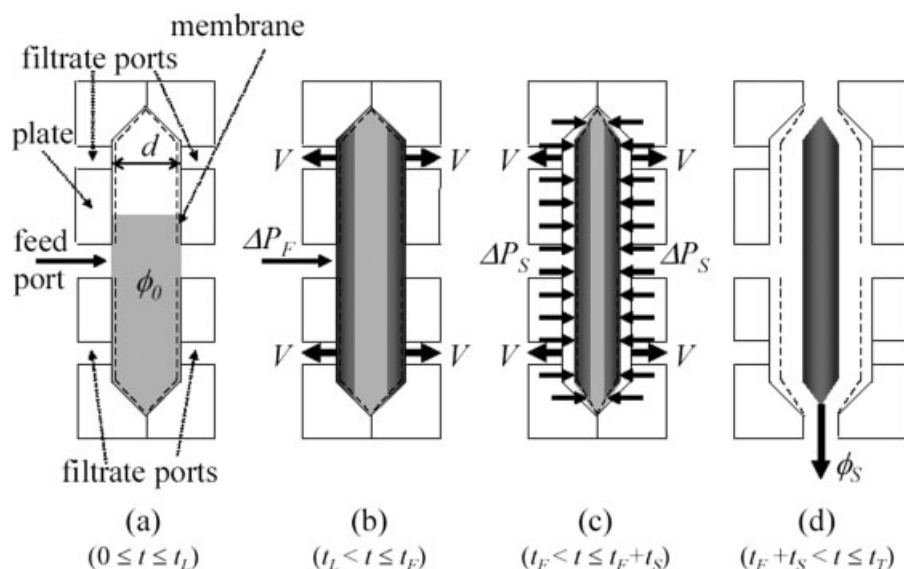 membrane
filtrate ports
plate
d
feed
port
ϕ0
filtrate ports
V V
ΔPF
V V
V V
ΔPS ΔPS
V V
ϕS
(a) (b) (c) (d)
(0 ≤ t ≤ tL) (tL < t ≤ tF) (tF < t ≤ tF+tS) (tF +tS < t ≤ tT)